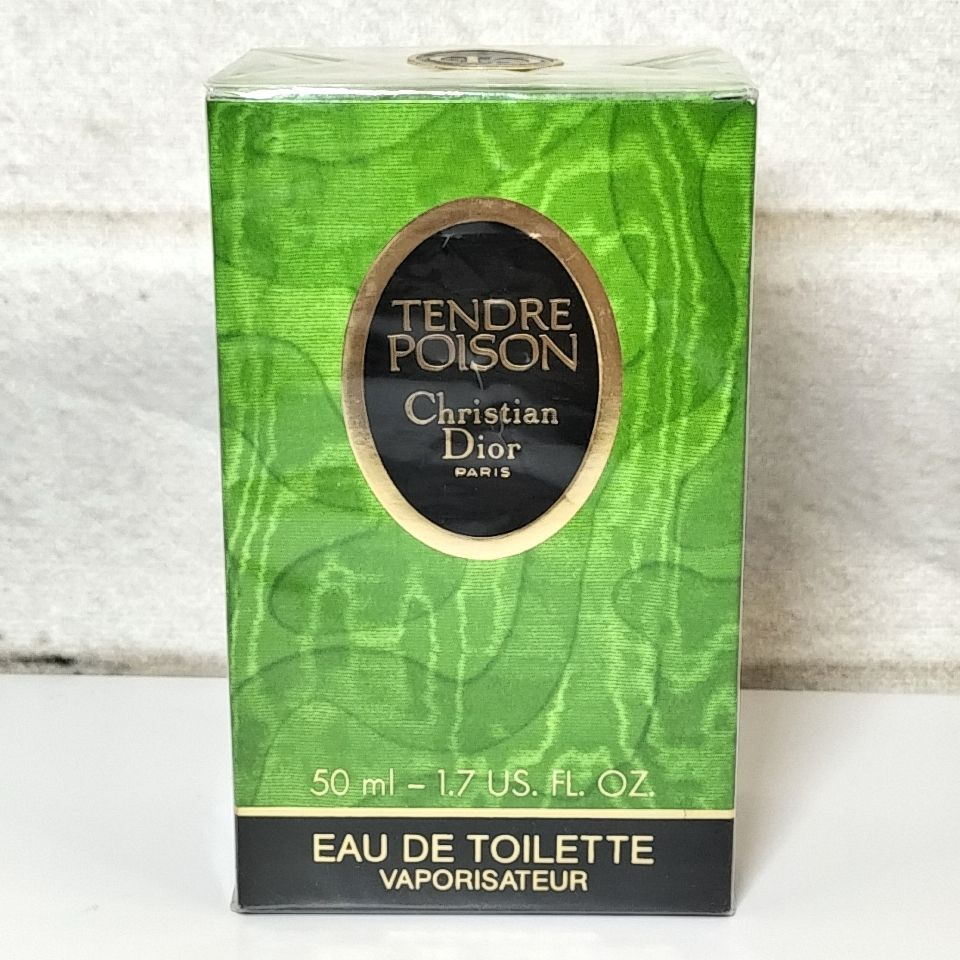 TENDRE
POISON
Christian
Dior
PARIS
50 ml – 1.7 US. FL. OZ.
EAU DE TOILETTE
VAPORISATEUR